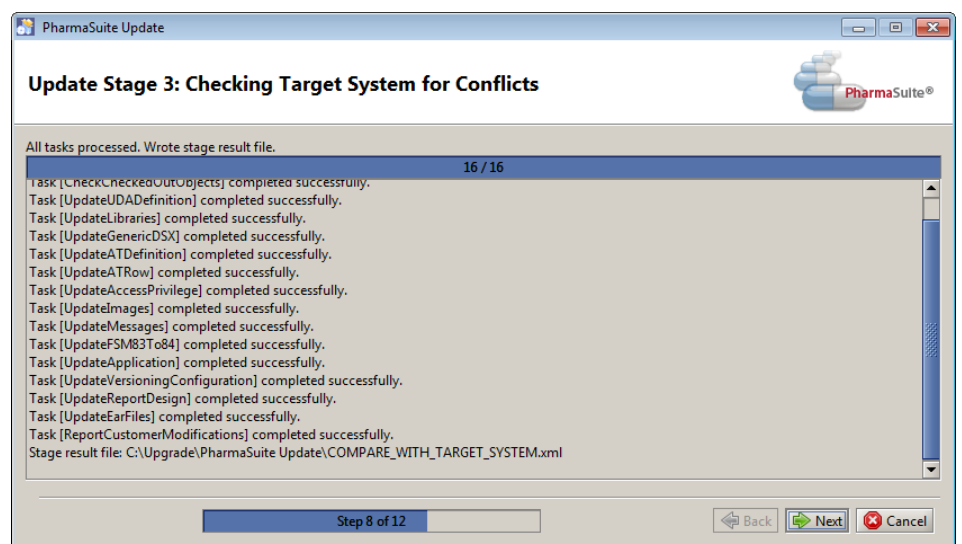 PharmaSuite Update
Update Stage 3: Checking Target System for Conflicts
PharmaSuite®
All tasks processed. Wrote stage result file.
16 / 16
Task [CheckCheckedOutObjects] completed successfully.
Task [UpdateUDADefinition] completed successfully.
Task [UpdateLibraries] completed successfully.
Task [UpdateGenericDSX] completed successfully.
Task [UpdateATDefinition] completed successfully.
Task [UpdateATRow] completed successfully.
Task [UpdateAccessPrivilege] completed successfully.
Task [UpdateImages] completed successfully.
Task [UpdateMessages] completed successfully.
Task [UpdateFSM83To84] completed successfully.
Task [UpdateApplication] completed successfully.
Task [UpdateVersioningConfiguration] completed successfully.
Task [UpdateReportDesign] completed successfully.
Task [UpdateEarFiles] completed successfully.
Task [ReportCustomerModifications] completed successfully.
Stage result file: C:\Upgrade\PharmaSuite Update\COMPARE_WITH_TARGET_SYSTEM.xml
Step 8 of 12
Back
Next
Cancel